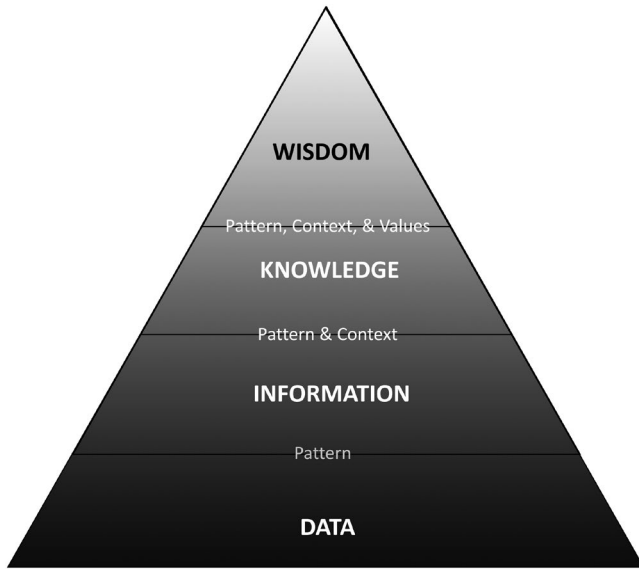 WISDOM
Pattern, Context, & Values
KNOWLEDGE
Pattern & Context
INFORMATION
Pattern
DATA